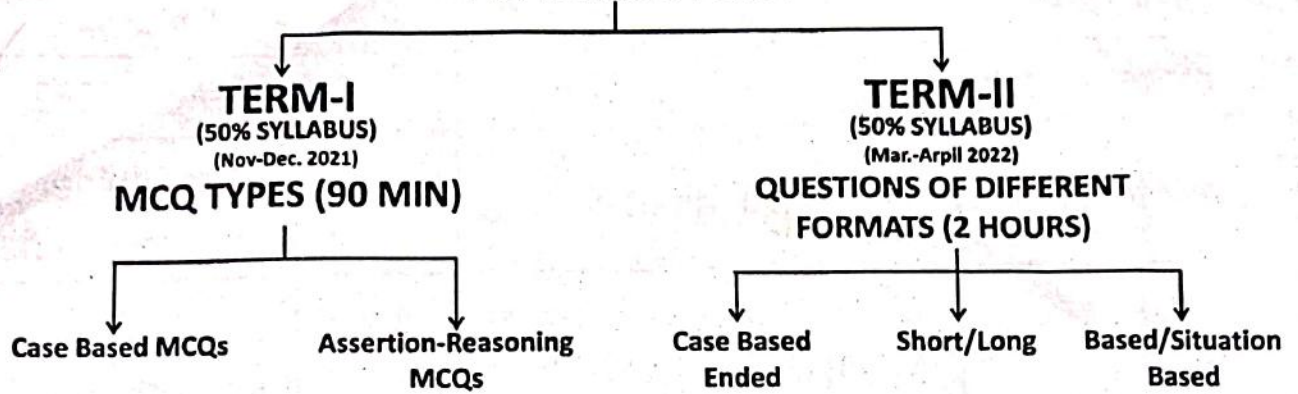 TERM-I
(50% SYLLABUS)
(Nov-Dec. 2021)
MCQ TYPES (90 MIN)
Case Based MCQs
Assertion-Reasoning
MCQs
TERM-II
(50% SYLLABUS)
(Mar.-Arpil 2022)
QUESTIONS OF DIFFERENT
FORMATS (2 HOURS)
Case Based
Ended
Short/Long
Based/Situation
Based